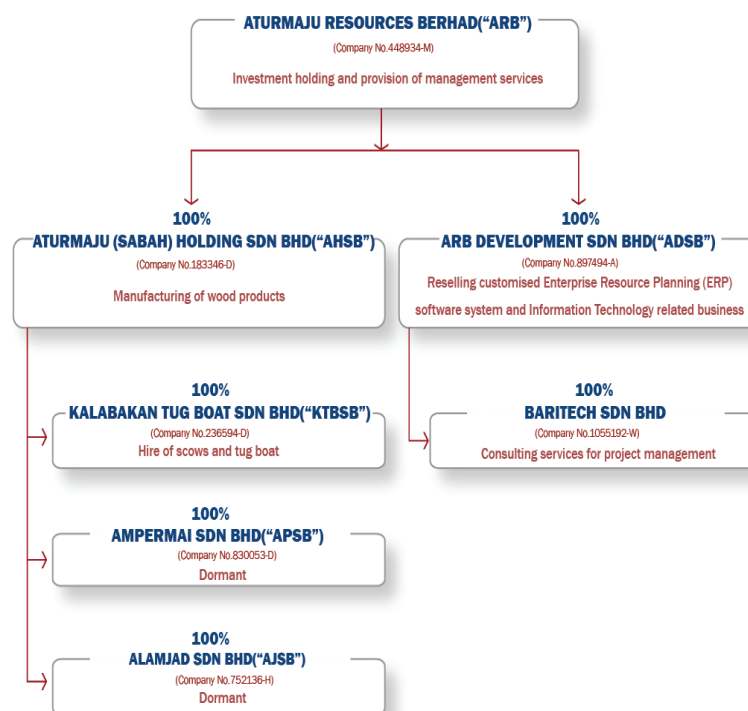 ATURMAJU RESOURCES BERHAD("ARB")
(Company No.448934-M)
Investment holding and provision of management services
100%
ATURMAJU (SABAH) HOLDING SDN BHD("AHSB")
(Company No.183346-D)
Manufacturing of wood products
100%
ARB DEVELOPMENT SDN BHD("ADSB")
(Company No.897494-A)
Reselling customised Enterprise Resource Planning (ERP)
software system and Information Technology related business
100%
KALABAKAN TUG BOAT SDN BHD("KTBSB")
(Company No.236594-D)
Hire of scows and tug boat
100%
BARITECH SDN BHD
(Company No.1055192-W)
Consulting services for project management
100%
AMPERMAI SDN BHD("APSB")
(Company No.830053-D)
Dormant
100%
ALAMJAD SDN BHD("AJSB")
(Company No.752136-H)
Dormant